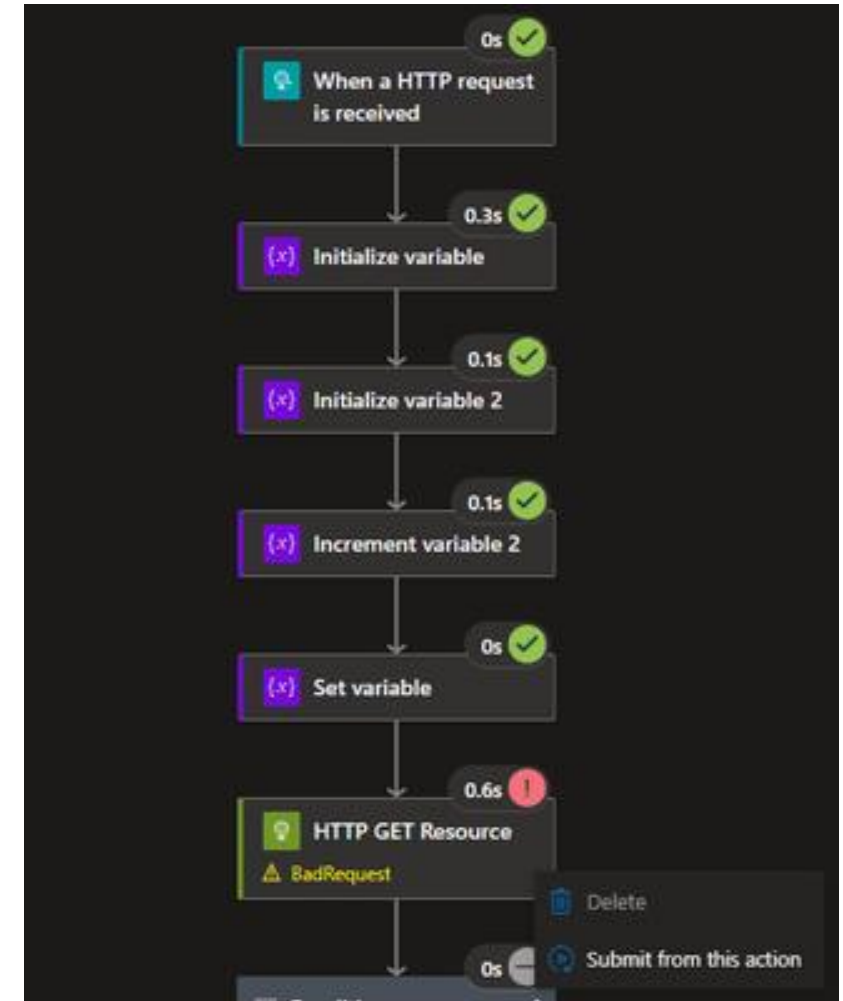 0s
When a HTTP request
is received
0.3s
{x} Initialize variable
0.1s
{x} Initialize variable 2
0.1s
{x} Increment variable 2
0s
{x} Set variable
0.6s !
HTTP GET Resource
BadRequest
Delete
Submit from this action
0s